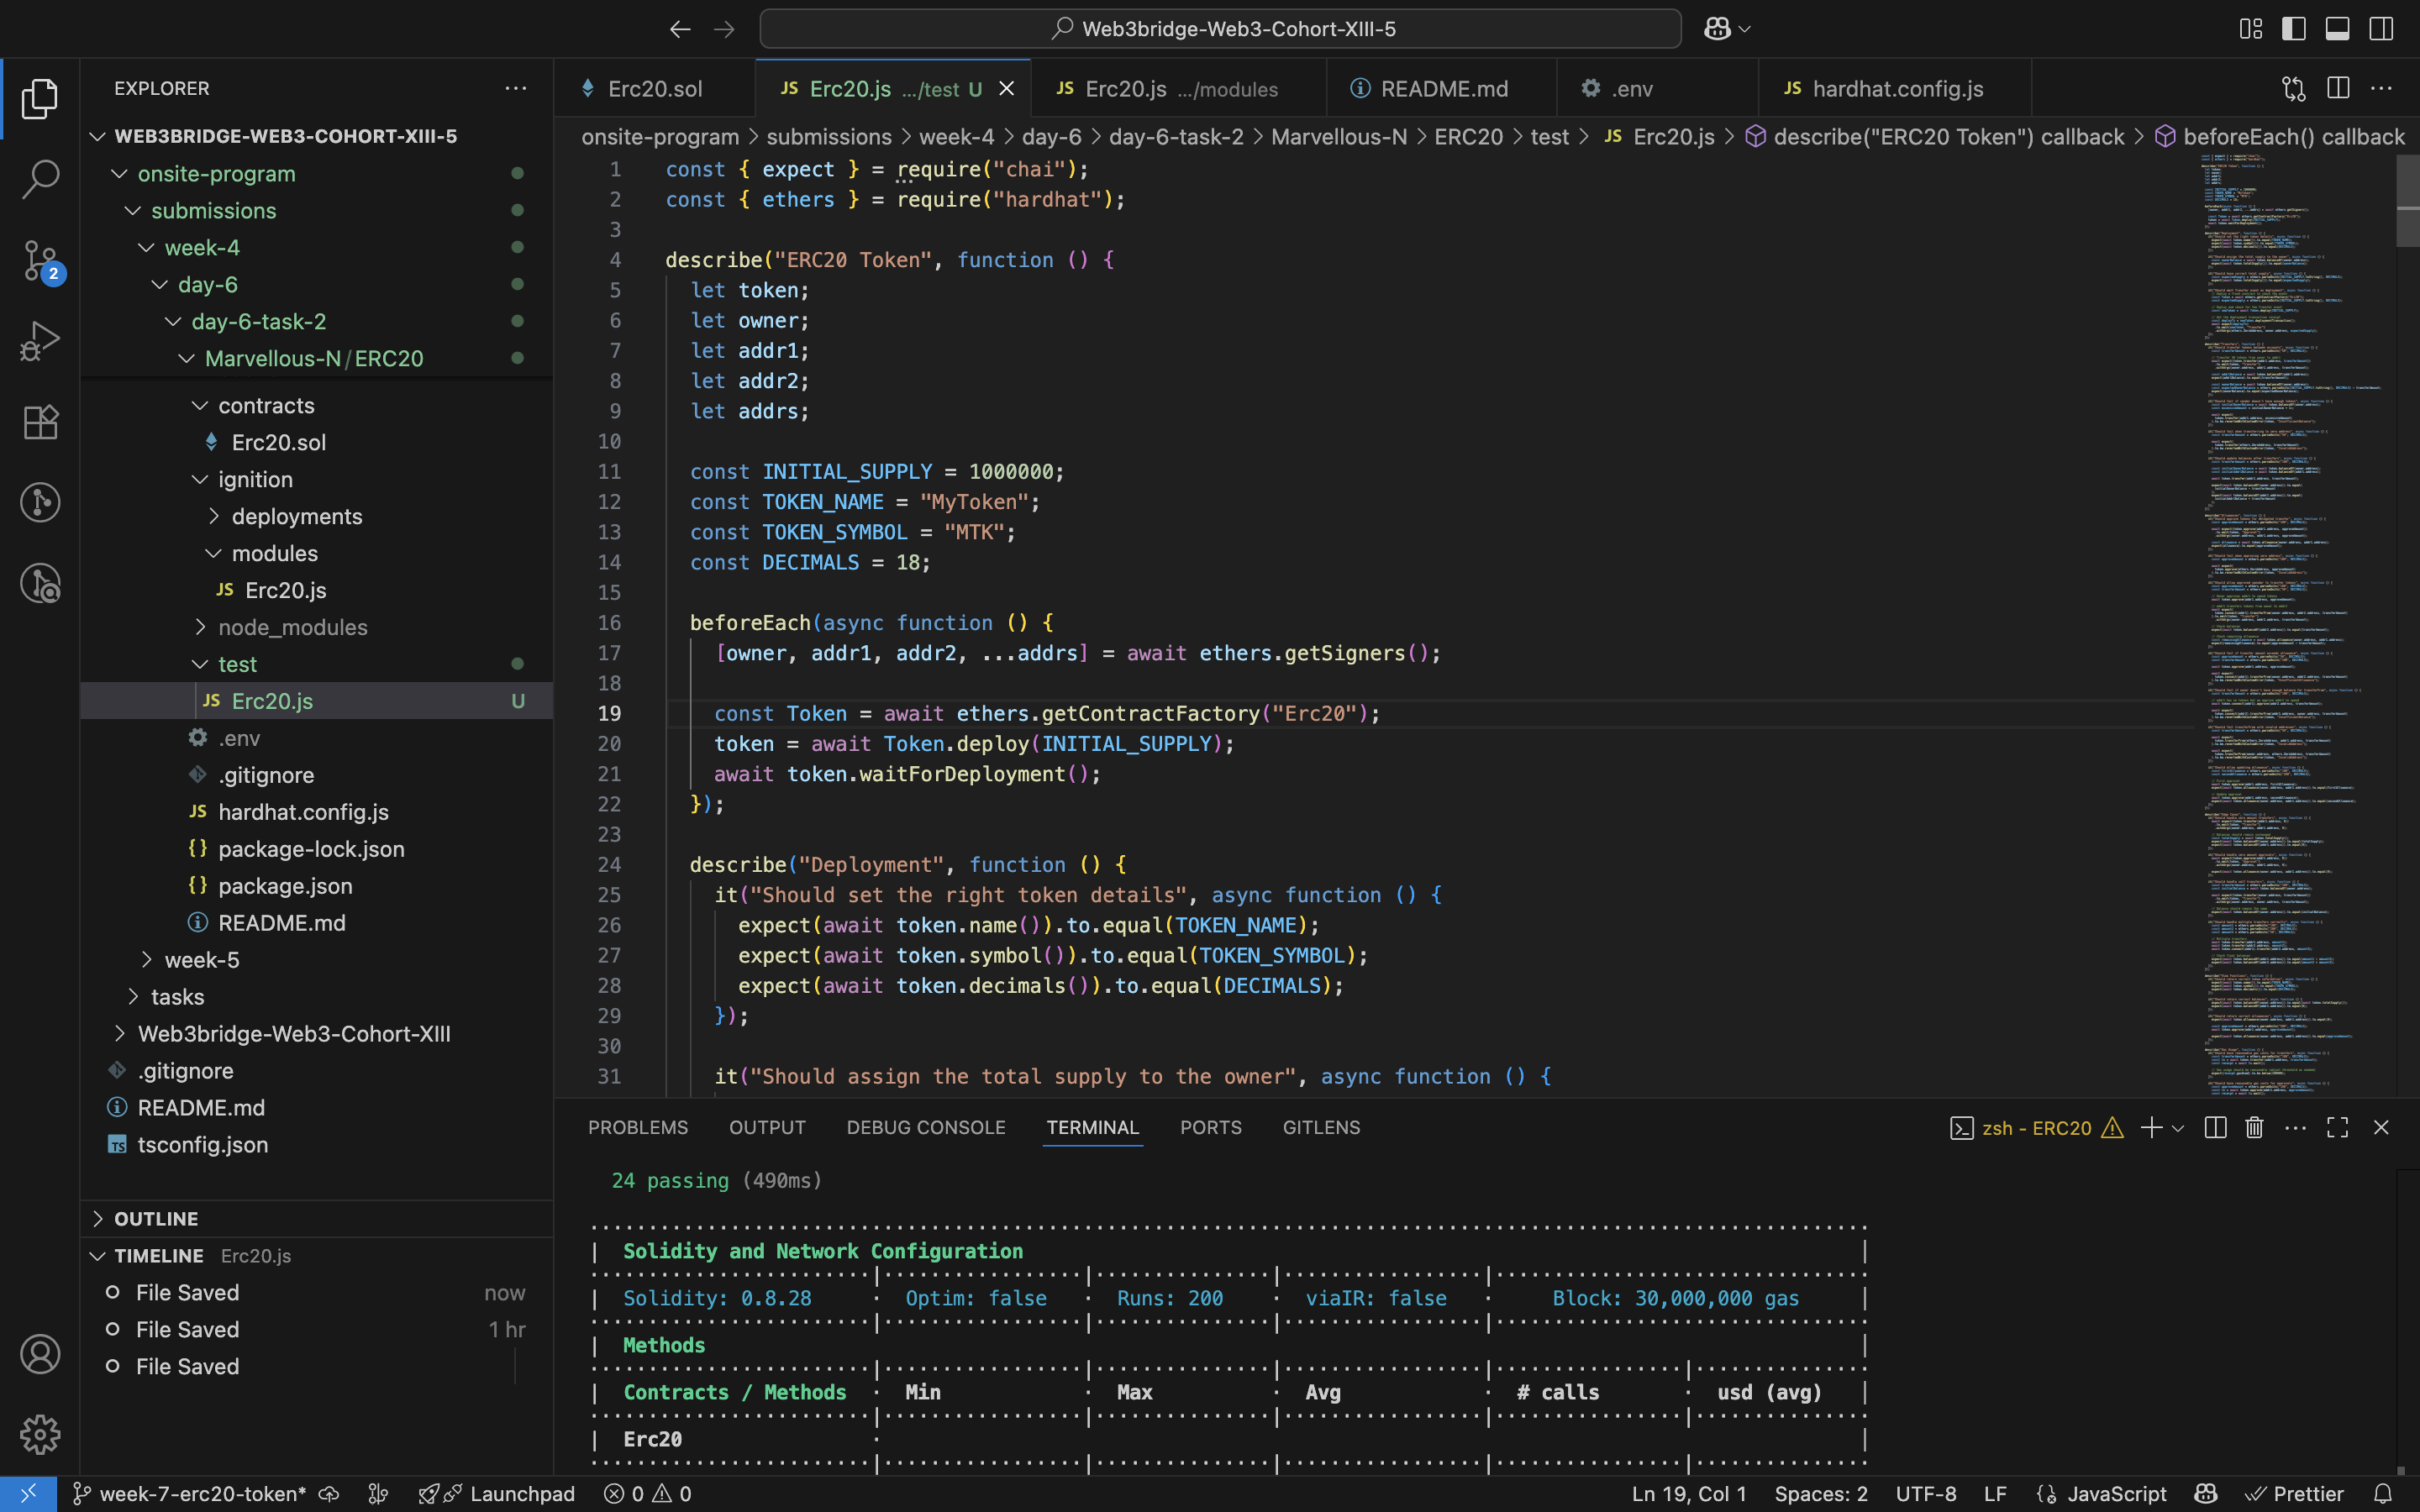 Web3bridge-Web3-Cohort-XIII-5
EXPLORER
WEB3BRIDGE-WEB3-COHORT-XIII-5
onsite-program
submissions
week-4
day-6
day-6-task-2
Marvellous-N / ERC20
contracts
Erc20.sol
ignition
deployments
modules
JS Erc20.js
node_modules
test
JS Erc20.js U
.env
.gitignore
JS hardhat.config.js
{} package-lock.json
{} package.json
README.md
week-5
tasks
Web3bridge-Web3-Cohort-XIII
.gitignore
README.md
TS tsconfig.json
OUTLINE
TIMELINE Erc20.js
File Saved now
File Saved 1 hr
File Saved
2
Erc20.sol
JS Erc20.js .../test U
JS Erc20.js .../modules
README.md
.env
JS hardhat.config.js
onsite-program > submissions > week-4 > day-6 > day-6-task-2 > Marvellous-N > ERC20 > test > JS Erc20.js > describe("ERC20 Token") callback > beforeEach() callback
1 const { expect } = require("chai");
2 const { ethers } = require("hardhat");
3
4 describe("ERC20 Token", function () {
5 let token;
6 let owner;
7 let addr1;
8 let addr2;
9 let addrs;
10
11 const INITIAL_SUPPLY = 1000000;
12 const TOKEN_NAME = "MyToken";
13 const TOKEN_SYMBOL = "MTK";
14 const DECIMALS = 18;
15
16 beforeEach(async function () {
17 [owner, addr1, addr2, ...addrs] = await ethers.getSigners();
18
19 const Token = await ethers.getContractFactory("Erc20");
20 token = await Token.deploy(INITIAL_SUPPLY);
21 await token.waitForDeployment();
22 });
23
24 describe("Deployment", function () {
25 it("Should set the right token details", async function () {
26 expect(await token.name()).to.equal(TOKEN_NAME);
27 expect(await token.symbol()).to.equal(TOKEN_SYMBOL);
28 expect(await token.decimals()).to.equal(DECIMALS);
29 });
30
31 it("Should assign the total supply to the owner", async function () {
PROBLEMS OUTPUT DEBUG CONSOLE TERMINAL PORTS GITLENS
zsh - ERC20
24 passing (490ms)
| Solidity and Network Configuration |
| Solidity: 0.8.28 · Optim: false · Runs: 200 · viaIR: false · Block: 30,000,000 gas |
| Methods |
| Contracts / Methods · Min · Max · Avg · # calls · usd (avg) |
| Erc20 · |
week-7-erc20-token* Launchpad 0 0 Ln 19, Col 1 Spaces: 2 UTF-8 LF {} JavaScript Prettier